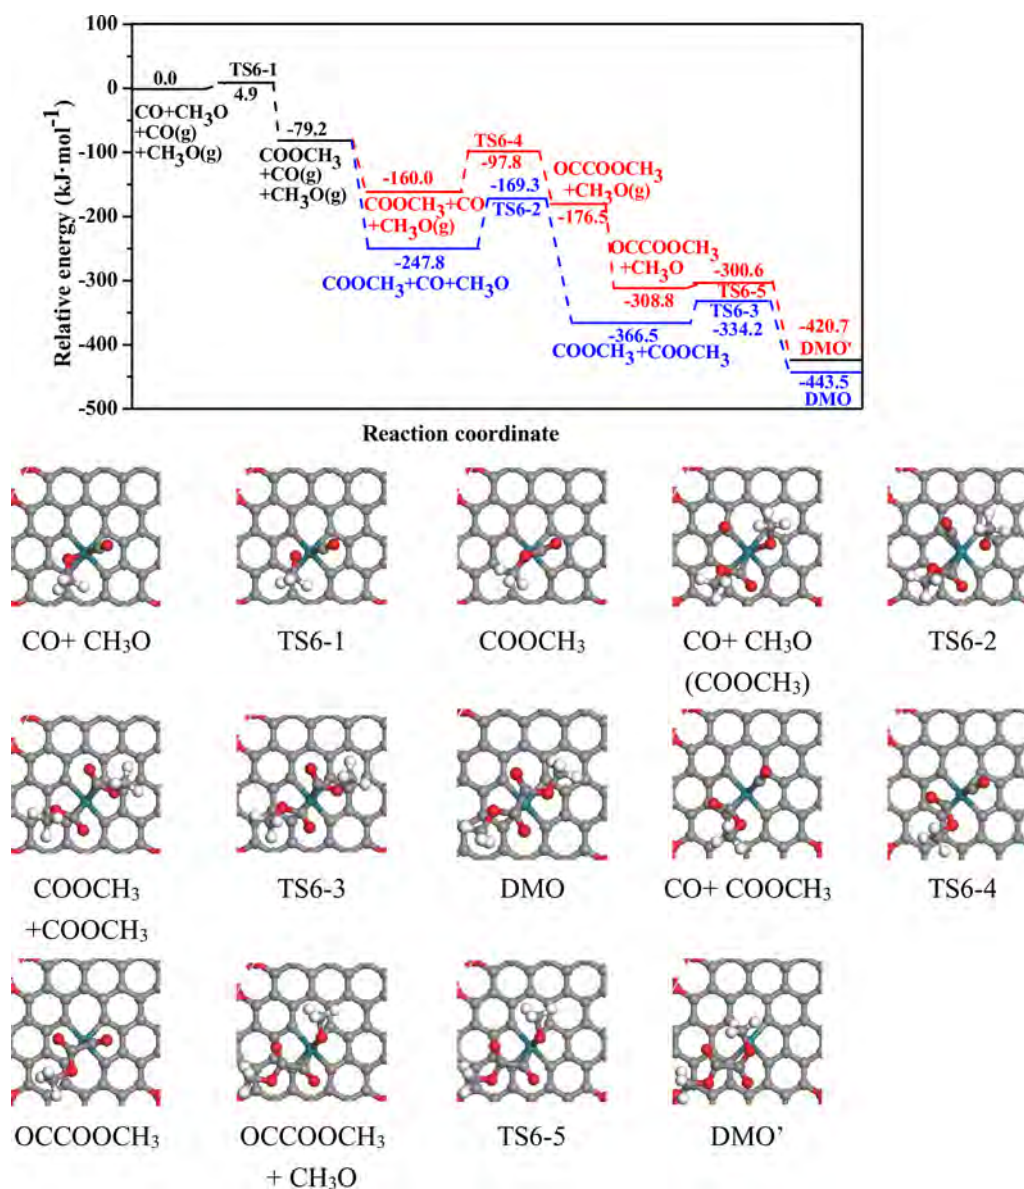 100
0
-100
-200
-300
-400
-500
Relative energy (kJ·mol⁻¹)
Reaction coordinate
0.0
CO+CH₃O
+CO(g)
+CH₃O(g)
TS6-1
4.9
-79.2
COOCH₃
+CO(g)
+CH₃O(g)
-160.0
COOCH₃+CO
+CH₃O(g)
-247.8
COOCH₃+CO+CH₃O
TS6-4
-97.8
-169.3
TS6-2
OCCOOCH₃
+CH₃O(g)
-176.5
OCCOOCH₃
+CH₃O
-308.8
-366.5
COOCH₃+COOCH₃
-300.6
TS6-5
TS6-3
-334.2
-420.7
DMO'
-443.5
DMO
CO+ CH₃O
TS6-1
COOCH₃
CO+ CH₃O
(COOCH₃)
TS6-2
COOCH₃
+COOCH₃
TS6-3
DMO
CO+ COOCH₃
TS6-4
OCCOOCH₃
OCCOOCH₃
+ CH₃O
TS6-5
DMO’